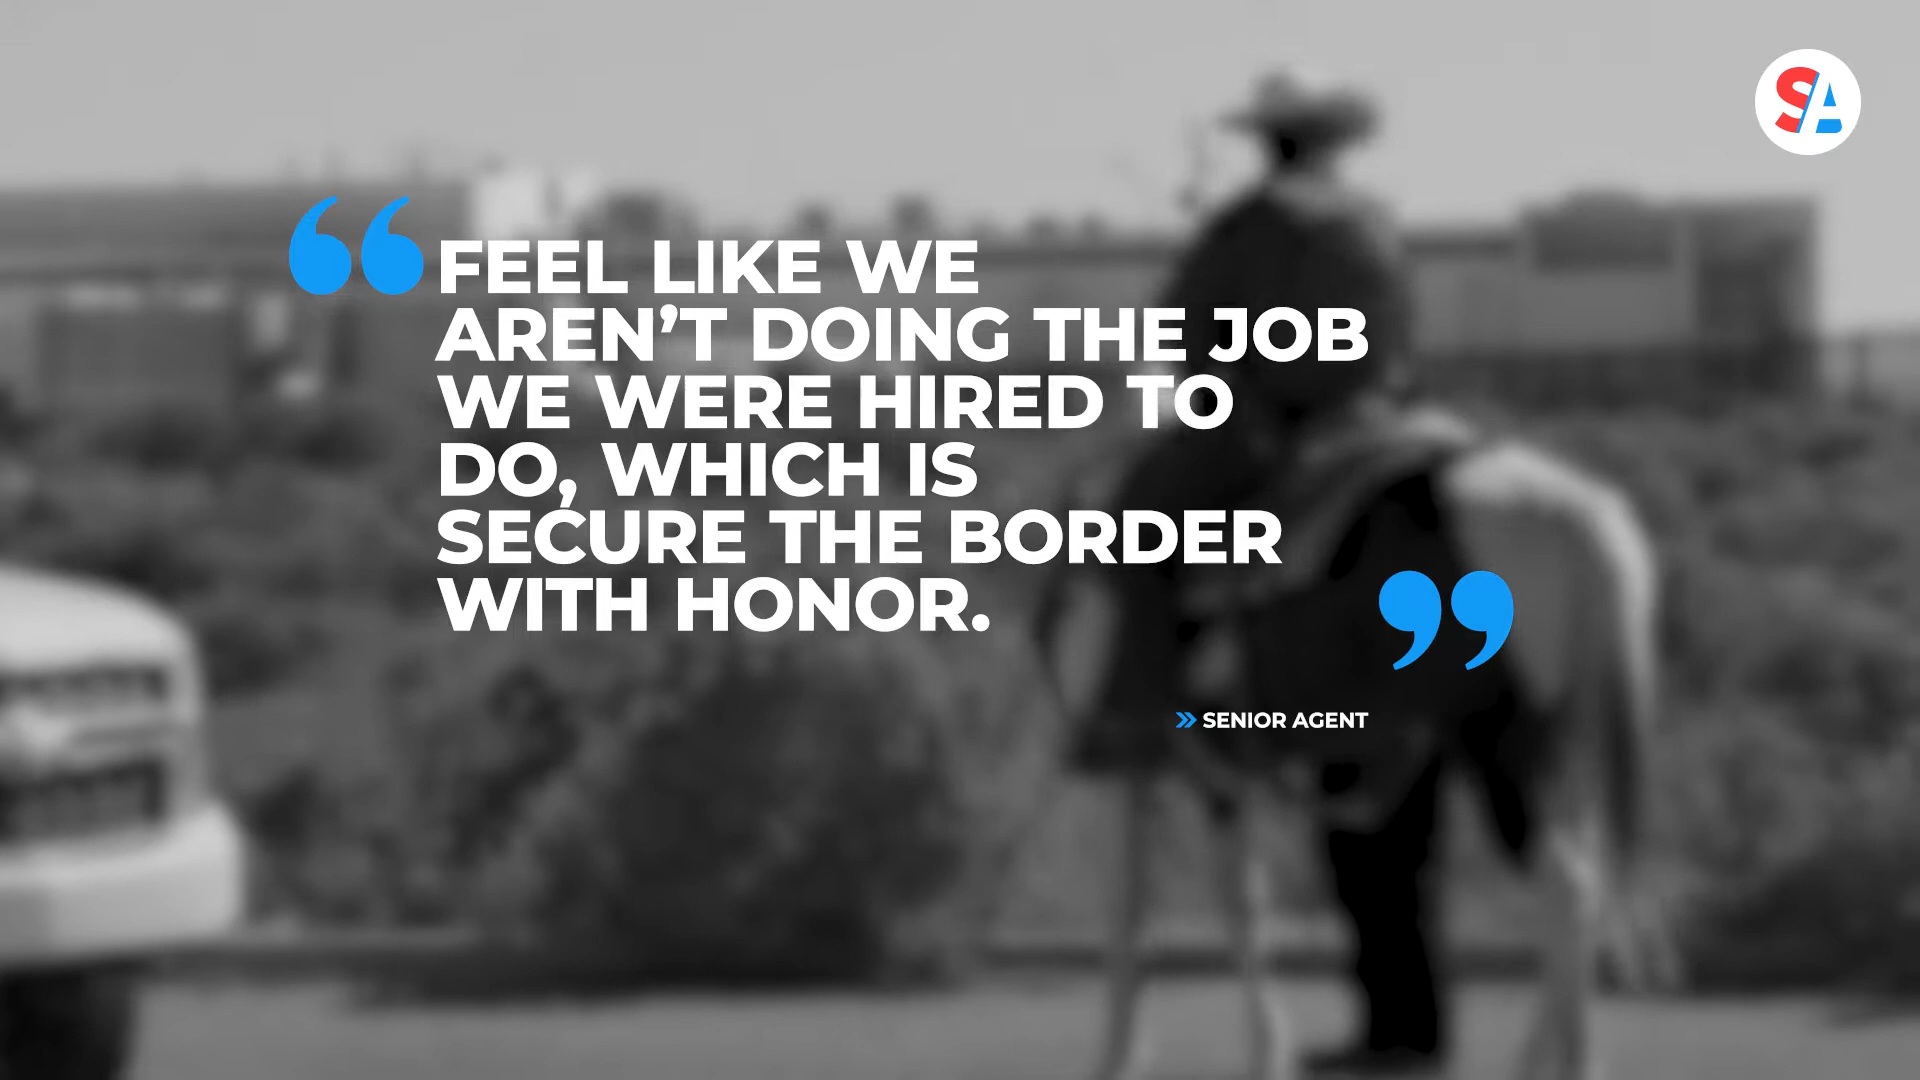 SA
“FEEL LIKE WE
AREN’T DOING THE JOB
WE WERE HIRED TO
DO, WHICH IS
SECURE THE BORDER
WITH HONOR.”
» SENIOR AGENT